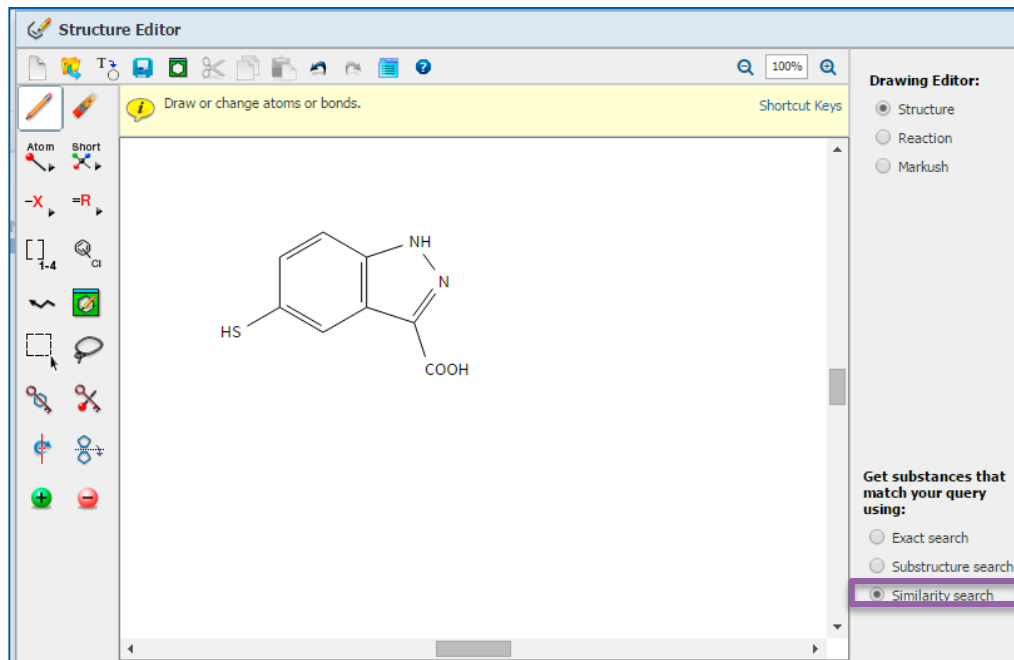 Structure Editor
T
100%
Draw or change atoms or bonds.
Shortcut Keys
Atom
Short
-X
=R
[ ] 1-4
Cl
NH
N
HS
COOH
Drawing Editor:
Structure
Reaction
Markush
Get substances that
match your query
using:
Exact search
Substructure search
Similarity search